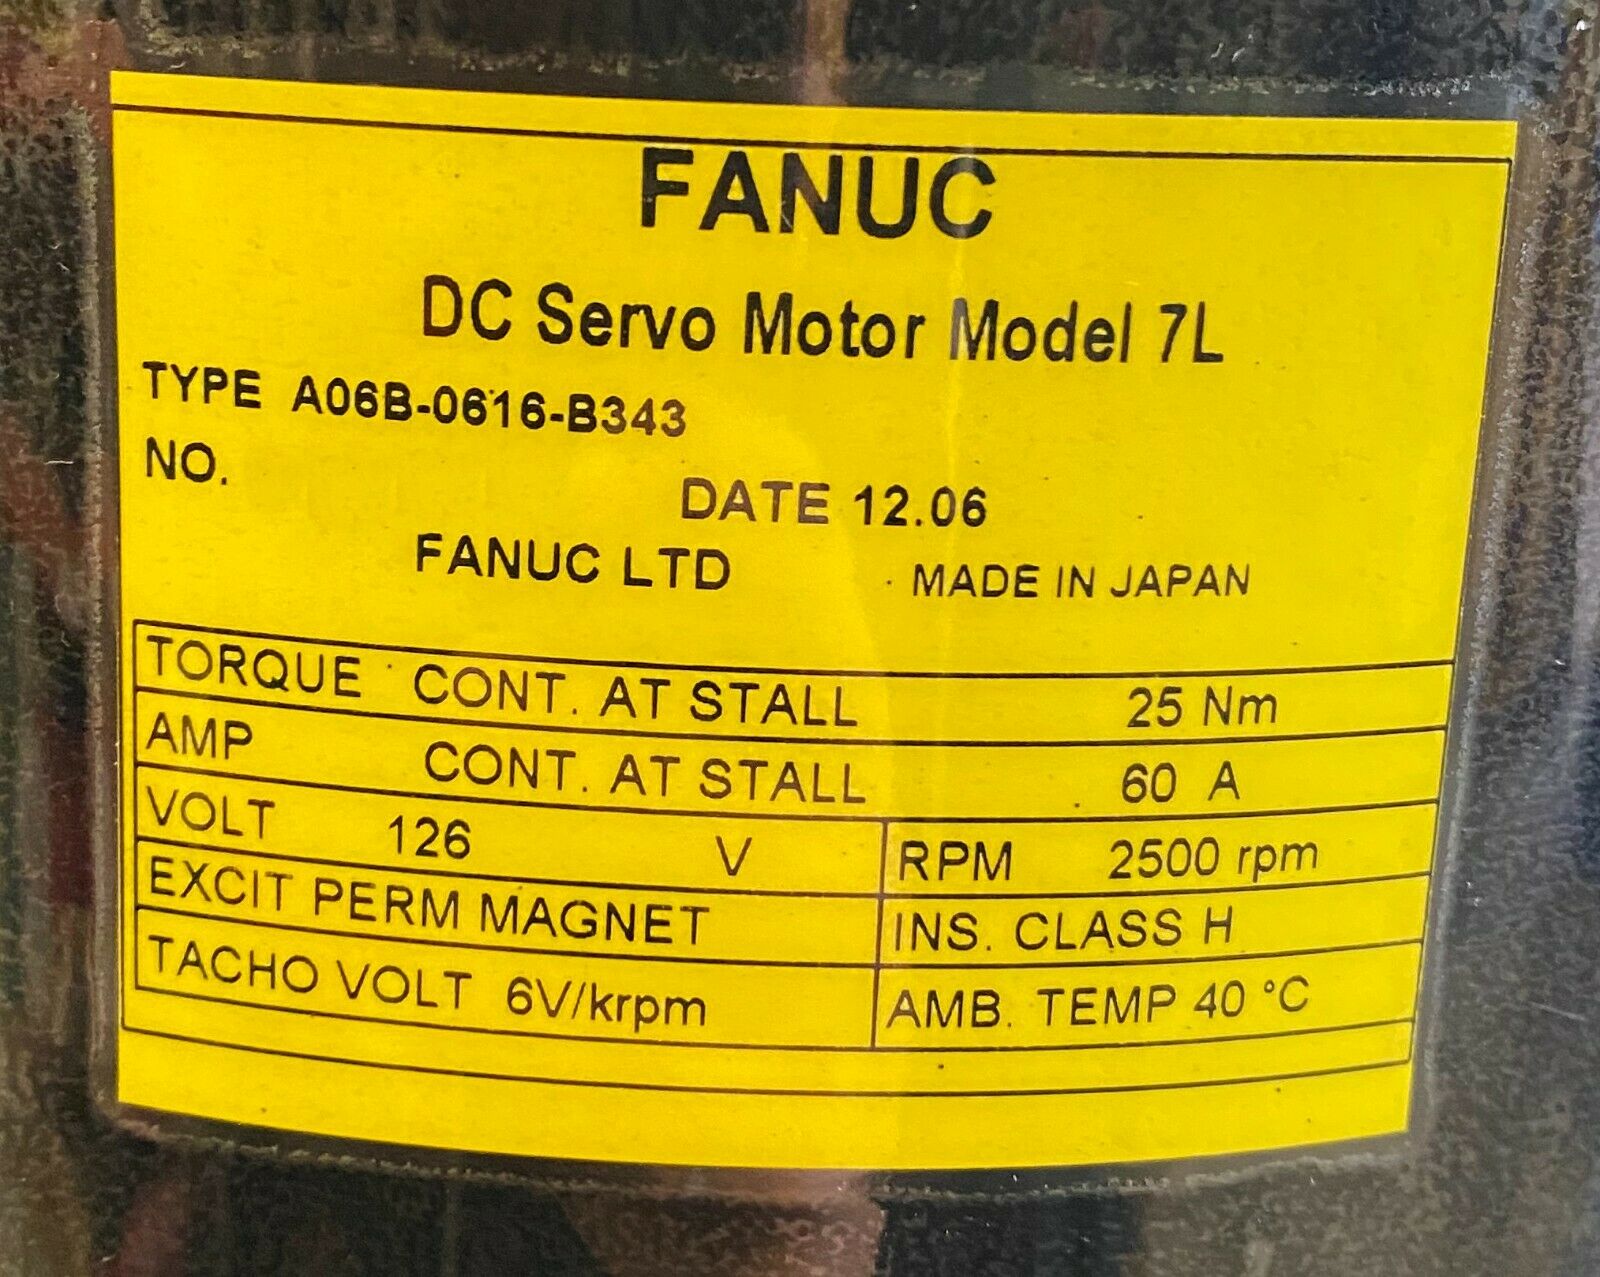 FANUC
DC Servo Motor Model 7L
TYPE A06B-0616-B343
NO.
DATE 12.06
FANUC LTD MADE IN JAPAN
TORQUE CONT. AT STALL 25 Nm
AMP CONT. AT STALL 60 A
VOLT 126 V RPM 2500 rpm
EXCIT PERM MAGNET INS. CLASS H
TACHO VOLT 6V/krpm AMB. TEMP 40 °C